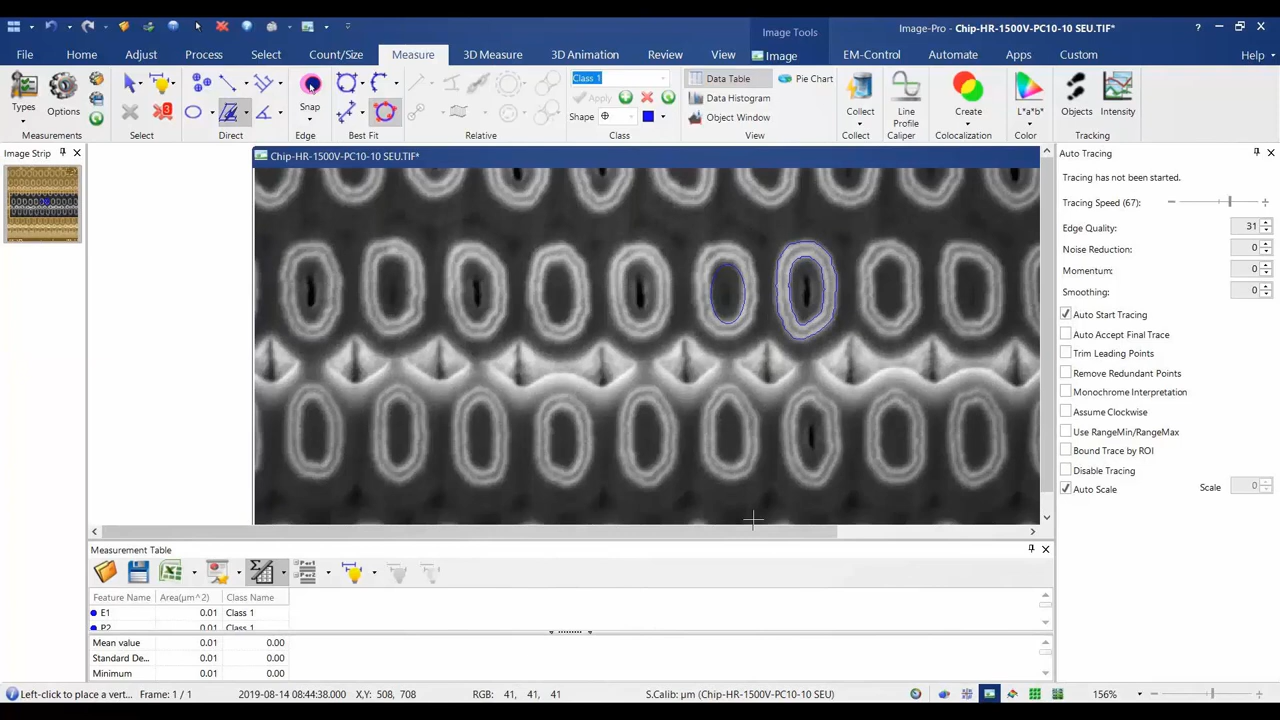 Image Tools
Image-Pro - Chip-HR-1500V-PC10-10 SEU.TIF*
File Home Adjust Process Select Count/Size Measure 3D Measure 3D Animation Review View Image EM-Control Automate Apps Custom Help
Types
Options
Measurements
Select
Direct
Snap
Edge
Best Fit
Relative
Class 1
Apply
Shape
Class
Data Table
Pie Chart
Data Histogram
Object Window
View
Collect
Collect
Line Profile
Caliper
Create
Colocalization
L*a*b*
Color
Objects
Intensity
Tracking
Image Strip
Chip-HR-1500V-PC10-10 SEU.TIF*
Auto Tracing
Tracing has not been started.
Tracing Speed (67):
Edge Quality: 31
Noise Reduction: 0
Momentum: 0
Smoothing: 0
Auto Start Tracing
Auto Accept Final Trace
Trim Leading Points
Remove Redundant Points
Monochrome Interpretation
Assume Clockwise
Use RangeMin/RangeMax
Bound Trace by ROI
Disable Tracing
Auto Scale Scale 0
Measurement Table
Feature Name Area(µm^2) Class Name
E1 0.01 Class 1
P2 0.01 Class 1
Mean value 0.01 0.00
Standard De... 0.01 0.00
Minimum 0.01 0.00
Left-click to place a vert... Frame: 1 / 1 2019-08-14 08:44:38.000 X,Y: 508, 708 RGB: 41, 41, 41 S.Calib: µm (Chip-HR-1500V-PC10-10 SEU) 156%